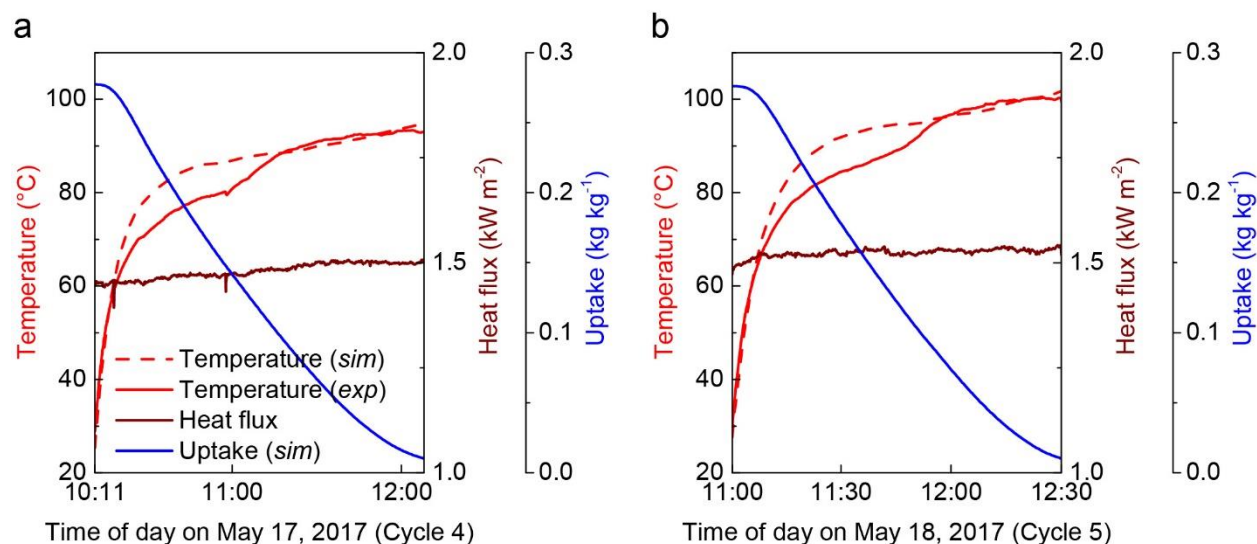 a
100
80
60
40
20
Temperature (°C)
2.0
1.5
1.0
Heat flux (kW m-2)
0.3
0.2
0.1
0.0
Uptake (kg kg-1)
Temperature (sim)
Temperature (exp)
Heat flux
Uptake (sim)
10:11 11:00 12:00
Time of day on May 17, 2017 (Cycle 4)
b
100
80
60
40
20
Temperature (°C)
2.0
1.5
1.0
Heat flux (kW m-2)
0.3
0.2
0.1
0.0
Uptake (kg kg-1)
11:00 11:30 12:00 12:30
Time of day on May 18, 2017 (Cycle 5)